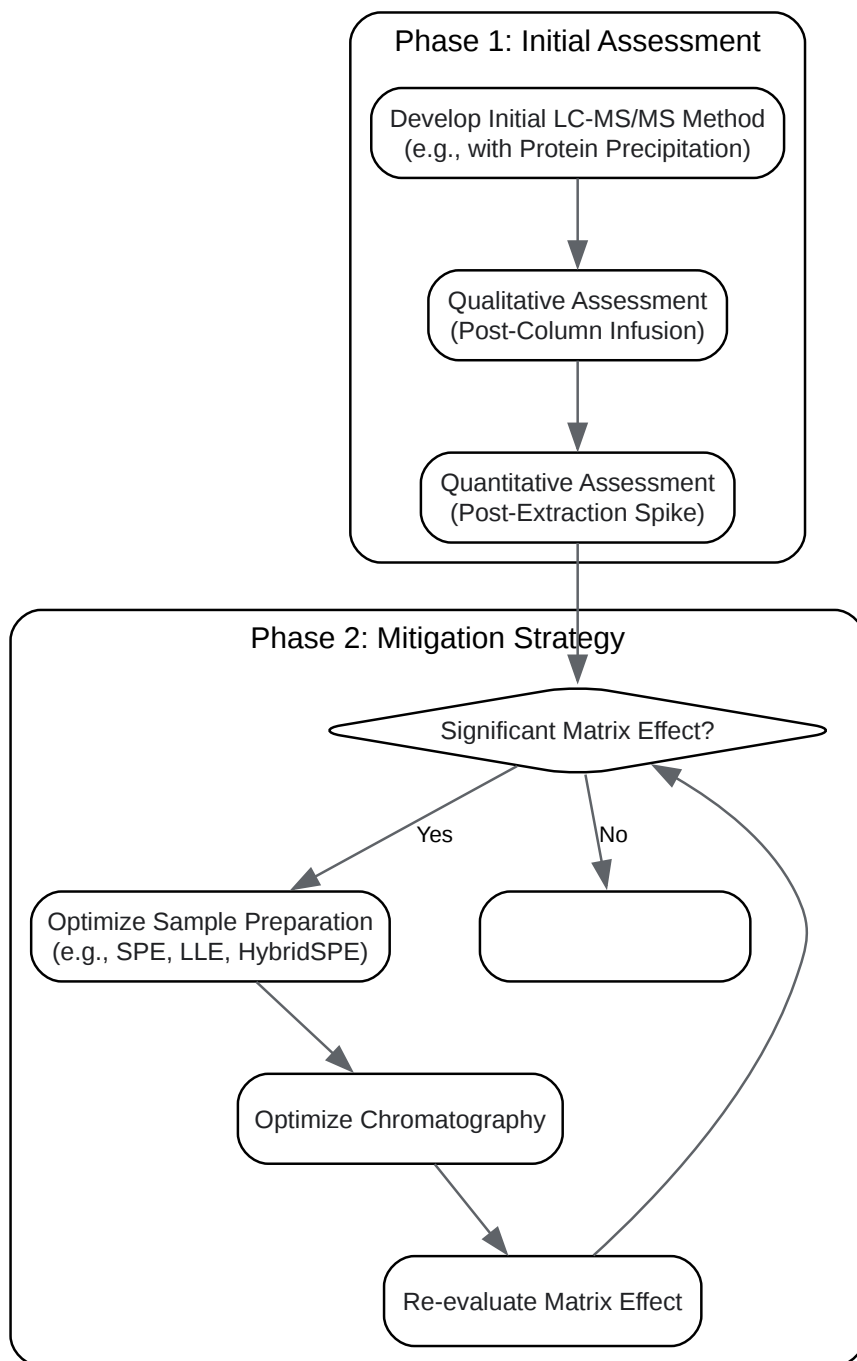 Phase 1: Initial Assessment
Develop Initial LC-MS/MS Method
(e.g., with Protein Precipitation)
Qualitative Assessment
(Post-Column Infusion)
Quantitative Assessment
(Post-Extraction Spike)
Phase 2: Mitigation Strategy
Significant Matrix Effect?
Yes
No
Optimize Sample Preparation
(e.g., SPE, LLE, HybridSPE)
Optimize Chromatography
Re-evaluate Matrix Effect